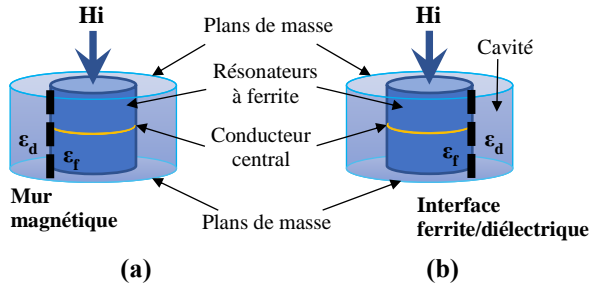 Hi
Plans de masse
Hi
Cavité
Résonateurs
à ferrite
Conducteur
central
εd
εf
εf
εd
Mur
magnétique
Plans de masse
Interface
ferrite/diélectrique
(a)
(b)